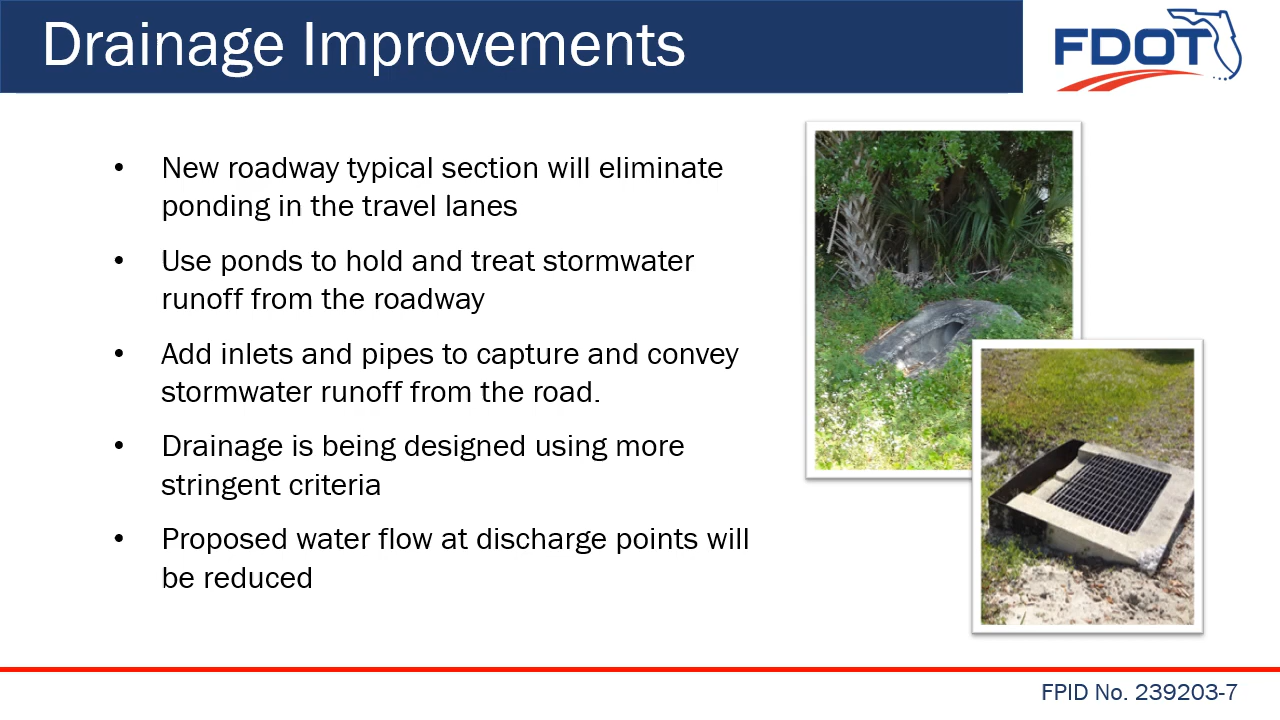 Drainage Improvements
FDOT
• New roadway typical section will eliminate
ponding in the travel lanes
• Use ponds to hold and treat stormwater
runoff from the roadway
• Add inlets and pipes to capture and convey
stormwater runoff from the road.
• Drainage is being designed using more
stringent criteria
• Proposed water flow at discharge points will
be reduced
FPID No. 239203-7